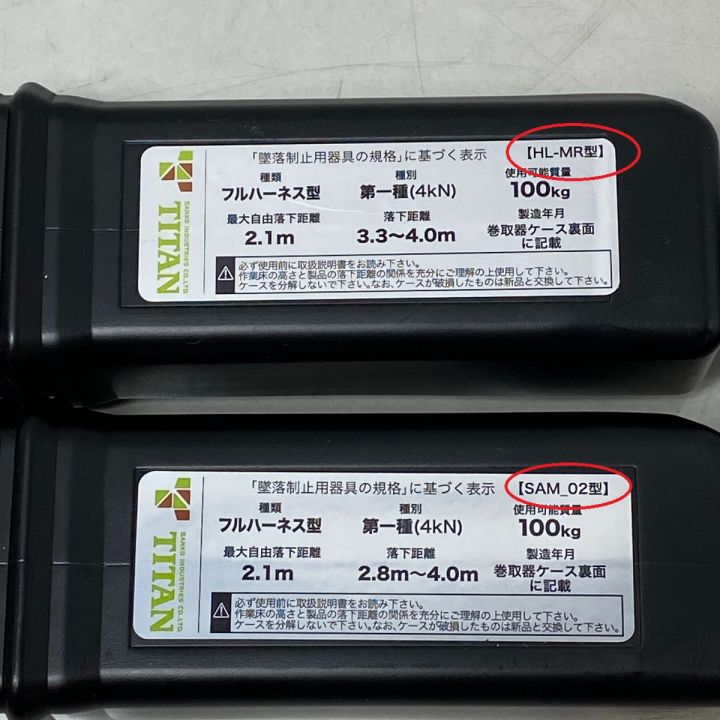 「墜落制止用器具の規格」に基づく表示 【HL-MR型】
種類 種別 使用可能質量
フルハーネス型 第一種(4kN) 100kg
最大自由落下距離 落下距離 製造年月
2.1m 3.3〜4.0m 巻取器ケース裏面
に記載
必ず使用前に取扱説明書をお読み下さい。
作業床の高さと製品の落下距離の関係を充分にご理解の上使用して下さい。
ケースを分解しないで下さい。なお、ケースが破損したものは新品と交換して下さい。
SANKO INDUSTRIES CO.,LTD.
TITAN
「墜落制止用器具の規格」に基づく表示 【SAM_02型】
種類 種別 使用可能質量
フルハーネス型 第一種(4kN) 100kg
最大自由落下距離 落下距離 製造年月
2.1m 2.8m〜4.0m 巻取器ケース裏面
に記載
必ず使用前に取扱説明書をお読み下さい。
作業床の高さと製品の落下距離の関係を充分にご理解の上使用して下さい。
ケースを分解しないで下さい。なお、ケースが破損したものは新品と交換して下さい。
SANKO INDUSTRIES CO.,LTD.
TITAN